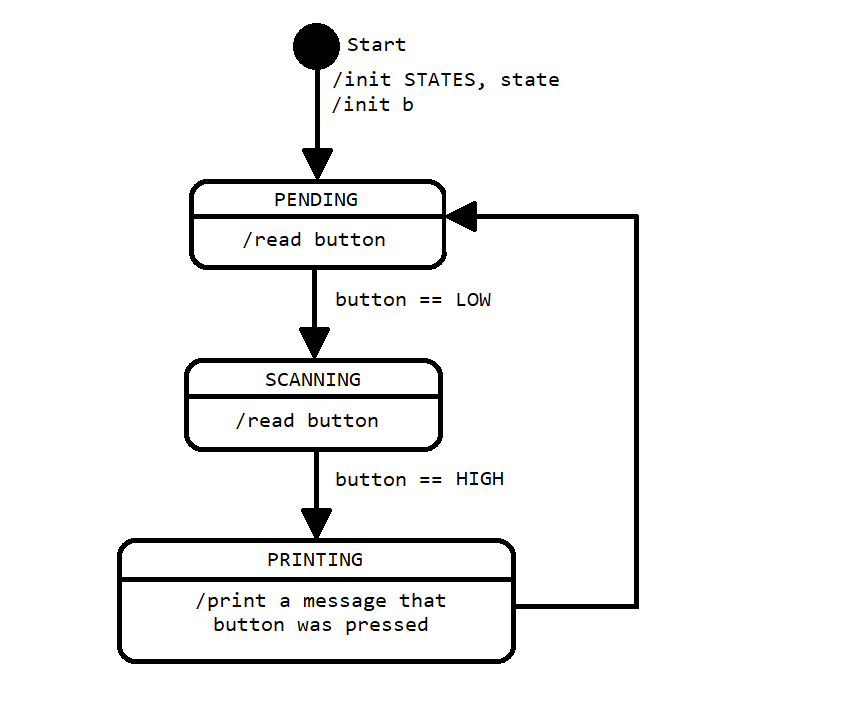 Start
/init STATES, state
/init b
PENDING
/read button
button == LOW
SCANNING
/read button
button == HIGH
PRINTING
/print a message that
button was pressed